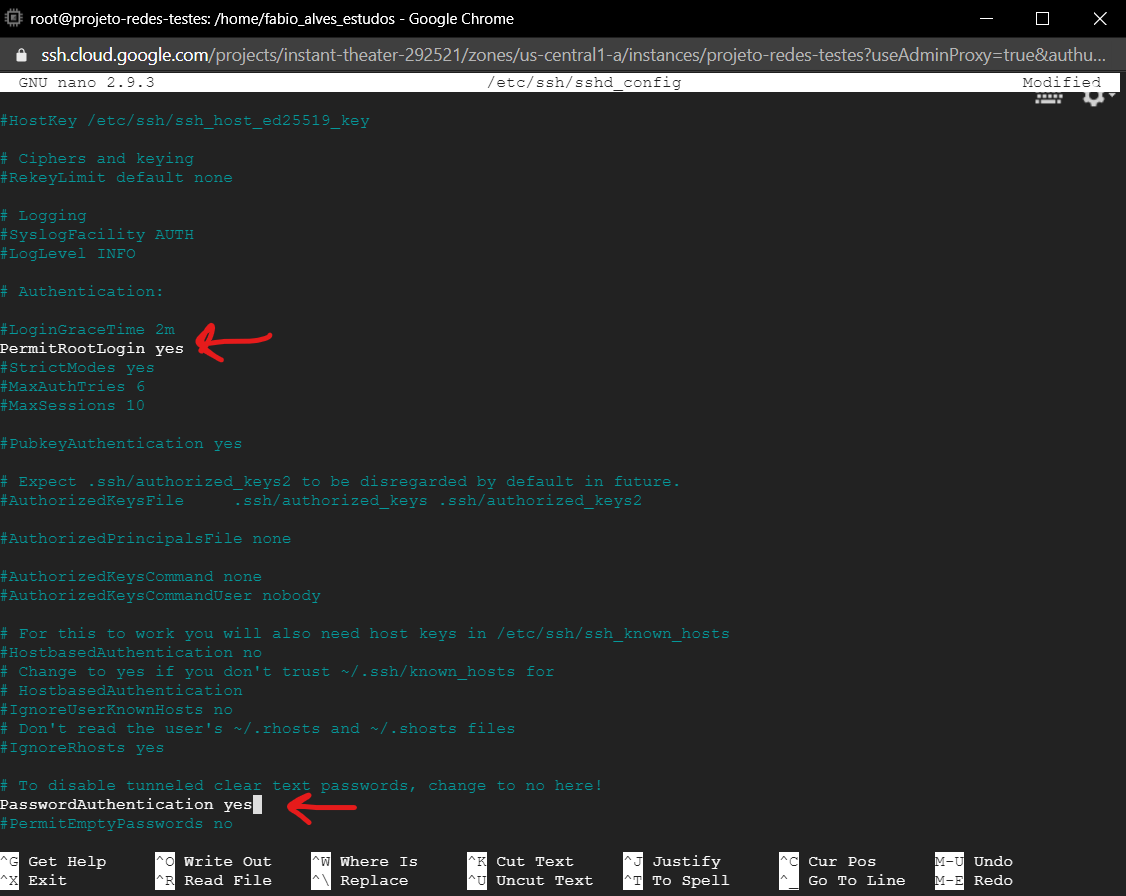 root@projeto-redes-testes: /home/fabio_alves_estudos - Google Chrome
ssh.cloud.google.com/projects/instant-theater-292521/zones/us-central1-a/instances/projeto-redes-testes?useAdminProxy=true&authu...
GNU nano 2.9.3 /etc/ssh/sshd_config Modified
#HostKey /etc/ssh/ssh_host_ed25519_key
# Ciphers and keying
#RekeyLimit default none
# Logging
#SyslogFacility AUTH
#LogLevel INFO
# Authentication:
#LoginGraceTime 2m
PermitRootLogin yes
#StrictModes yes
#MaxAuthTries 6
#MaxSessions 10
#PubkeyAuthentication yes
# Expect .ssh/authorized_keys2 to be disregarded by default in future.
#AuthorizedKeysFile .ssh/authorized_keys .ssh/authorized_keys2
#AuthorizedPrincipalsFile none
#AuthorizedKeysCommand none
#AuthorizedKeysCommandUser nobody
# For this to work you will also need host keys in /etc/ssh/ssh_known_hosts
#HostbasedAuthentication no
# Change to yes if you don't trust ~/.ssh/known_hosts for
# HostbasedAuthentication
#IgnoreUserKnownHosts no
# Don't read the user's ~/.rhosts and ~/.shosts files
#IgnoreRhosts yes
# To disable tunneled clear text passwords, change to no here!
PasswordAuthentication yes
#PermitEmptyPasswords no
^G Get Help ^O Write Out ^W Where Is ^K Cut Text ^J Justify ^C Cur Pos M-U Undo
^X Exit ^R Read File ^\ Replace ^U Uncut Text ^T To Spell ^_ Go To Line M-E Redo